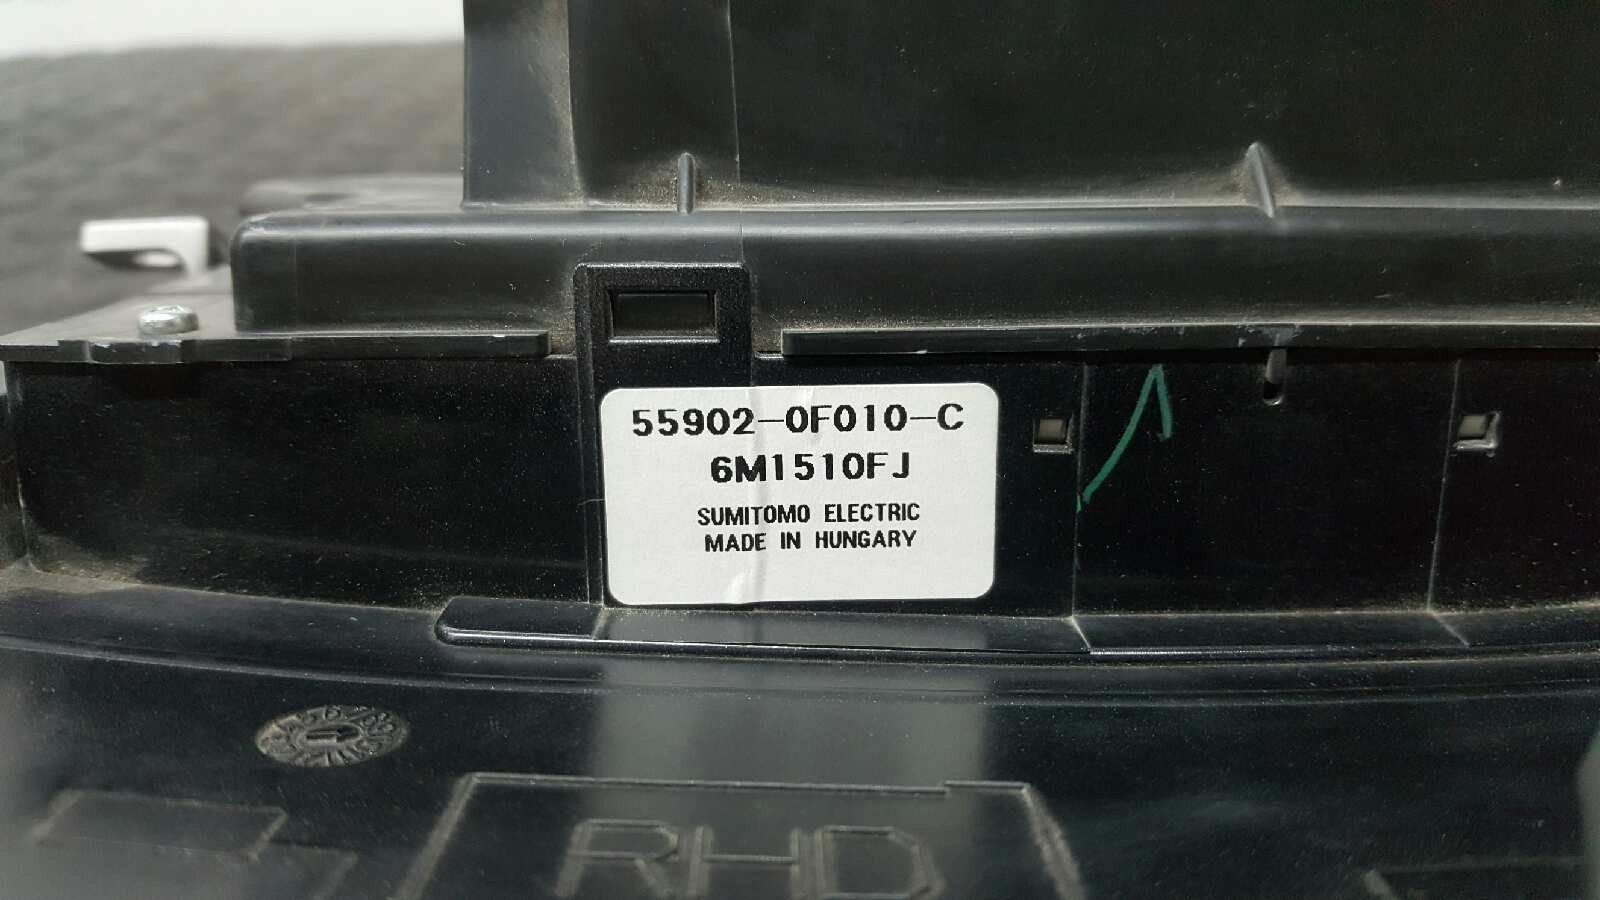 55902-0F010-C
6M1510FJ
SUMITOMO ELECTRIC
MADE IN HUNGARY
RHD